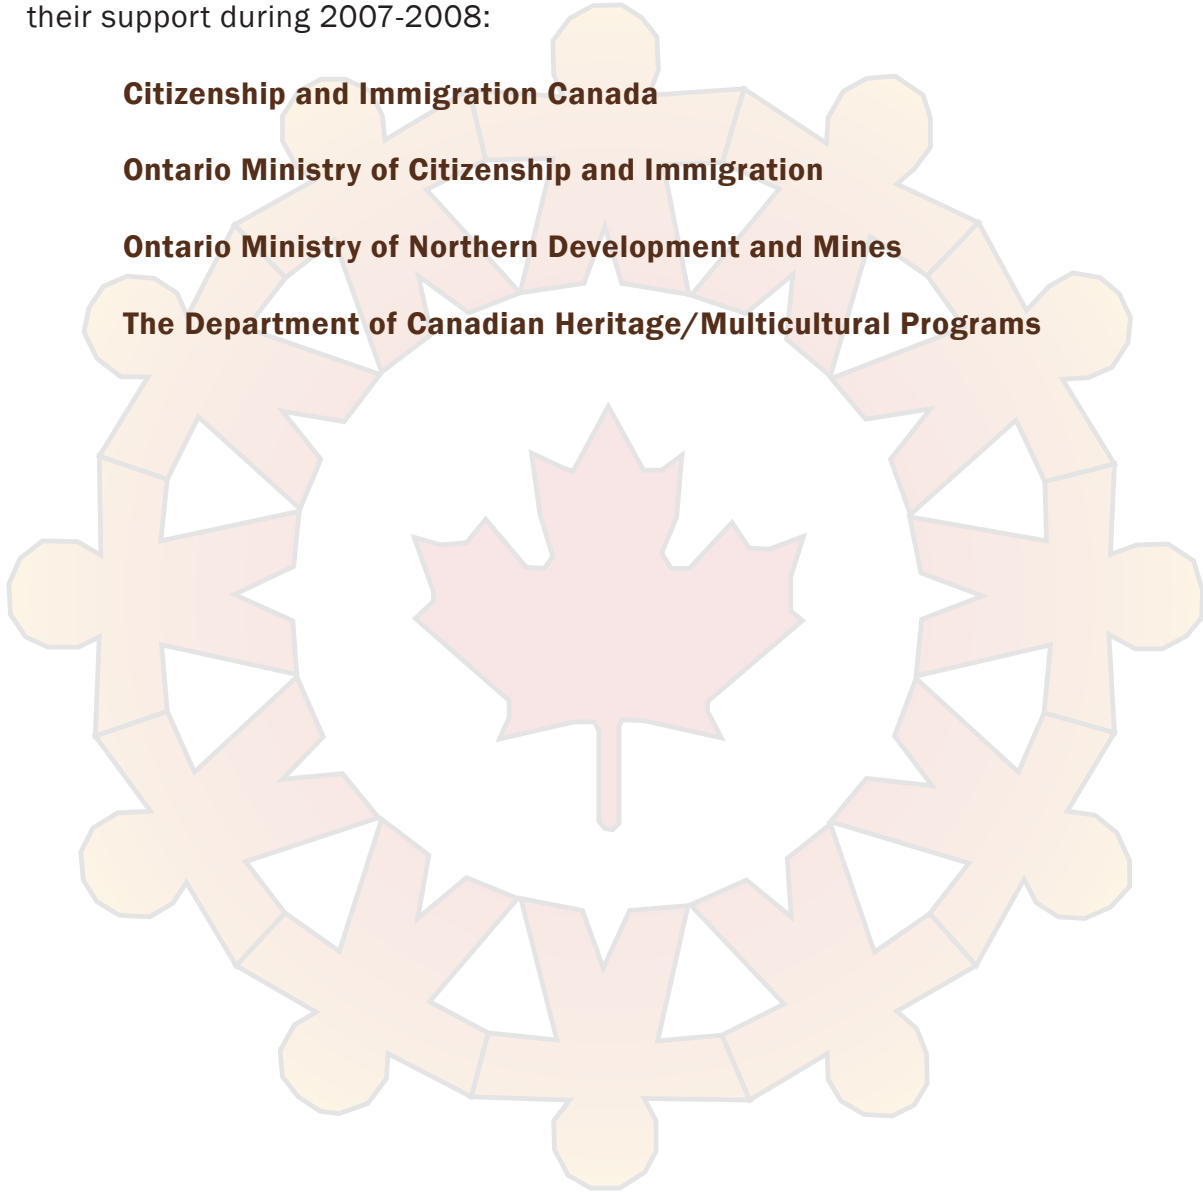 their support during 2007-2008:
Citizenship and Immigration Canada
Ontario Ministry of Citizenship and Immigration
Ontario Ministry of Northern Development and Mines
The Department of Canadian Heritage/Multicultural Programs